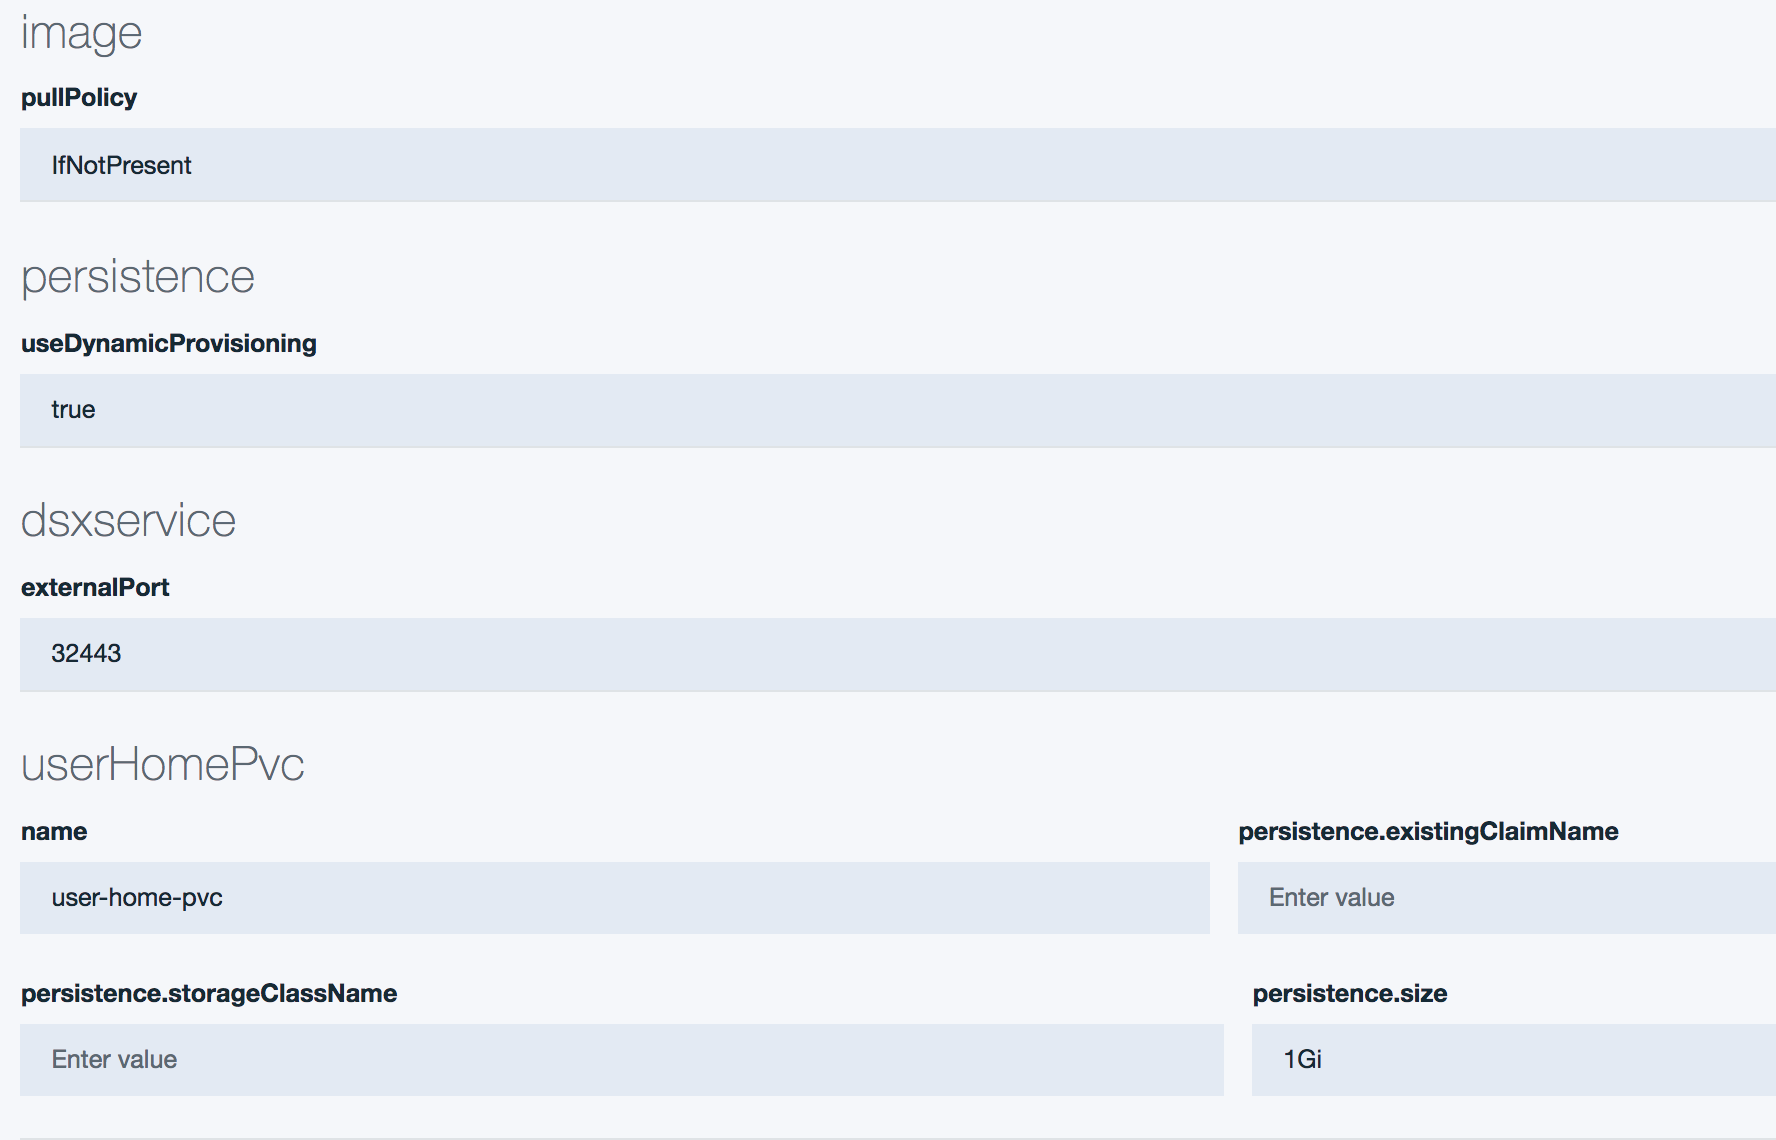 image
pullPolicy
IfNotPresent
persistence
useDynamicProvisioning
true
dsxservice
externalPort
32443
userHomePvc
name
persistence.existingClaimName
user-home-pvc
Enter value
persistence.storageClassName
persistence.size
Enter value
1Gi